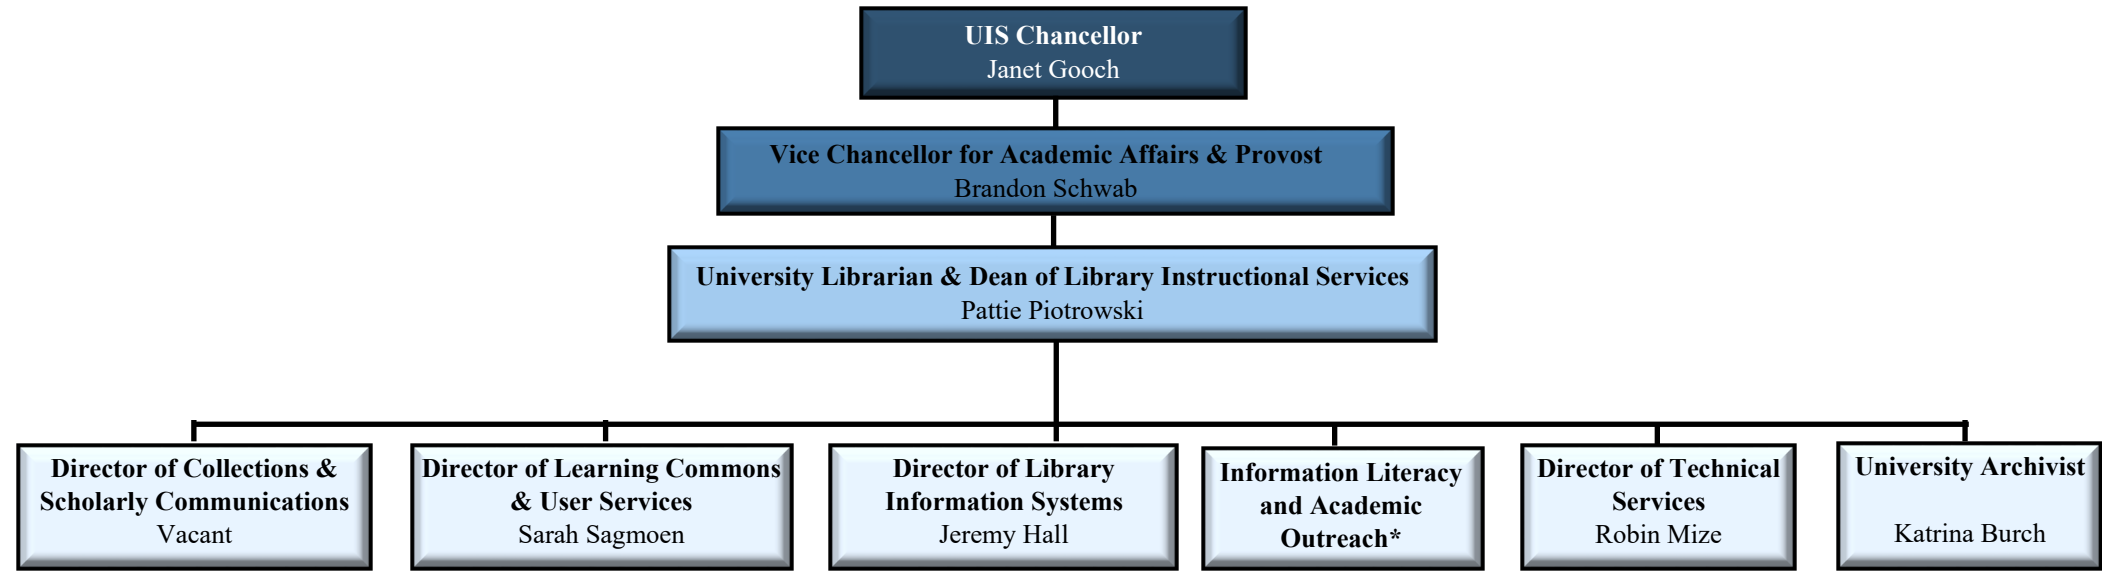 UIS Chancellor
Janet Gooch
Vice Chancellor for Academic Affairs & Provost
Brandon Schwab
University Librarian & Dean of Library Instructional Services
Pattie Piotrowski
Director of Collections &
Scholarly Communications
Vacant
Director of Learning Commons
& User Services
Sarah Sagmoen
Director of Library
Information Systems
Jeremy Hall
Information Literacy
and Academic
Outreach*
Director of Technical
Services
Robin Mize
University Archivist
Katrina Burch